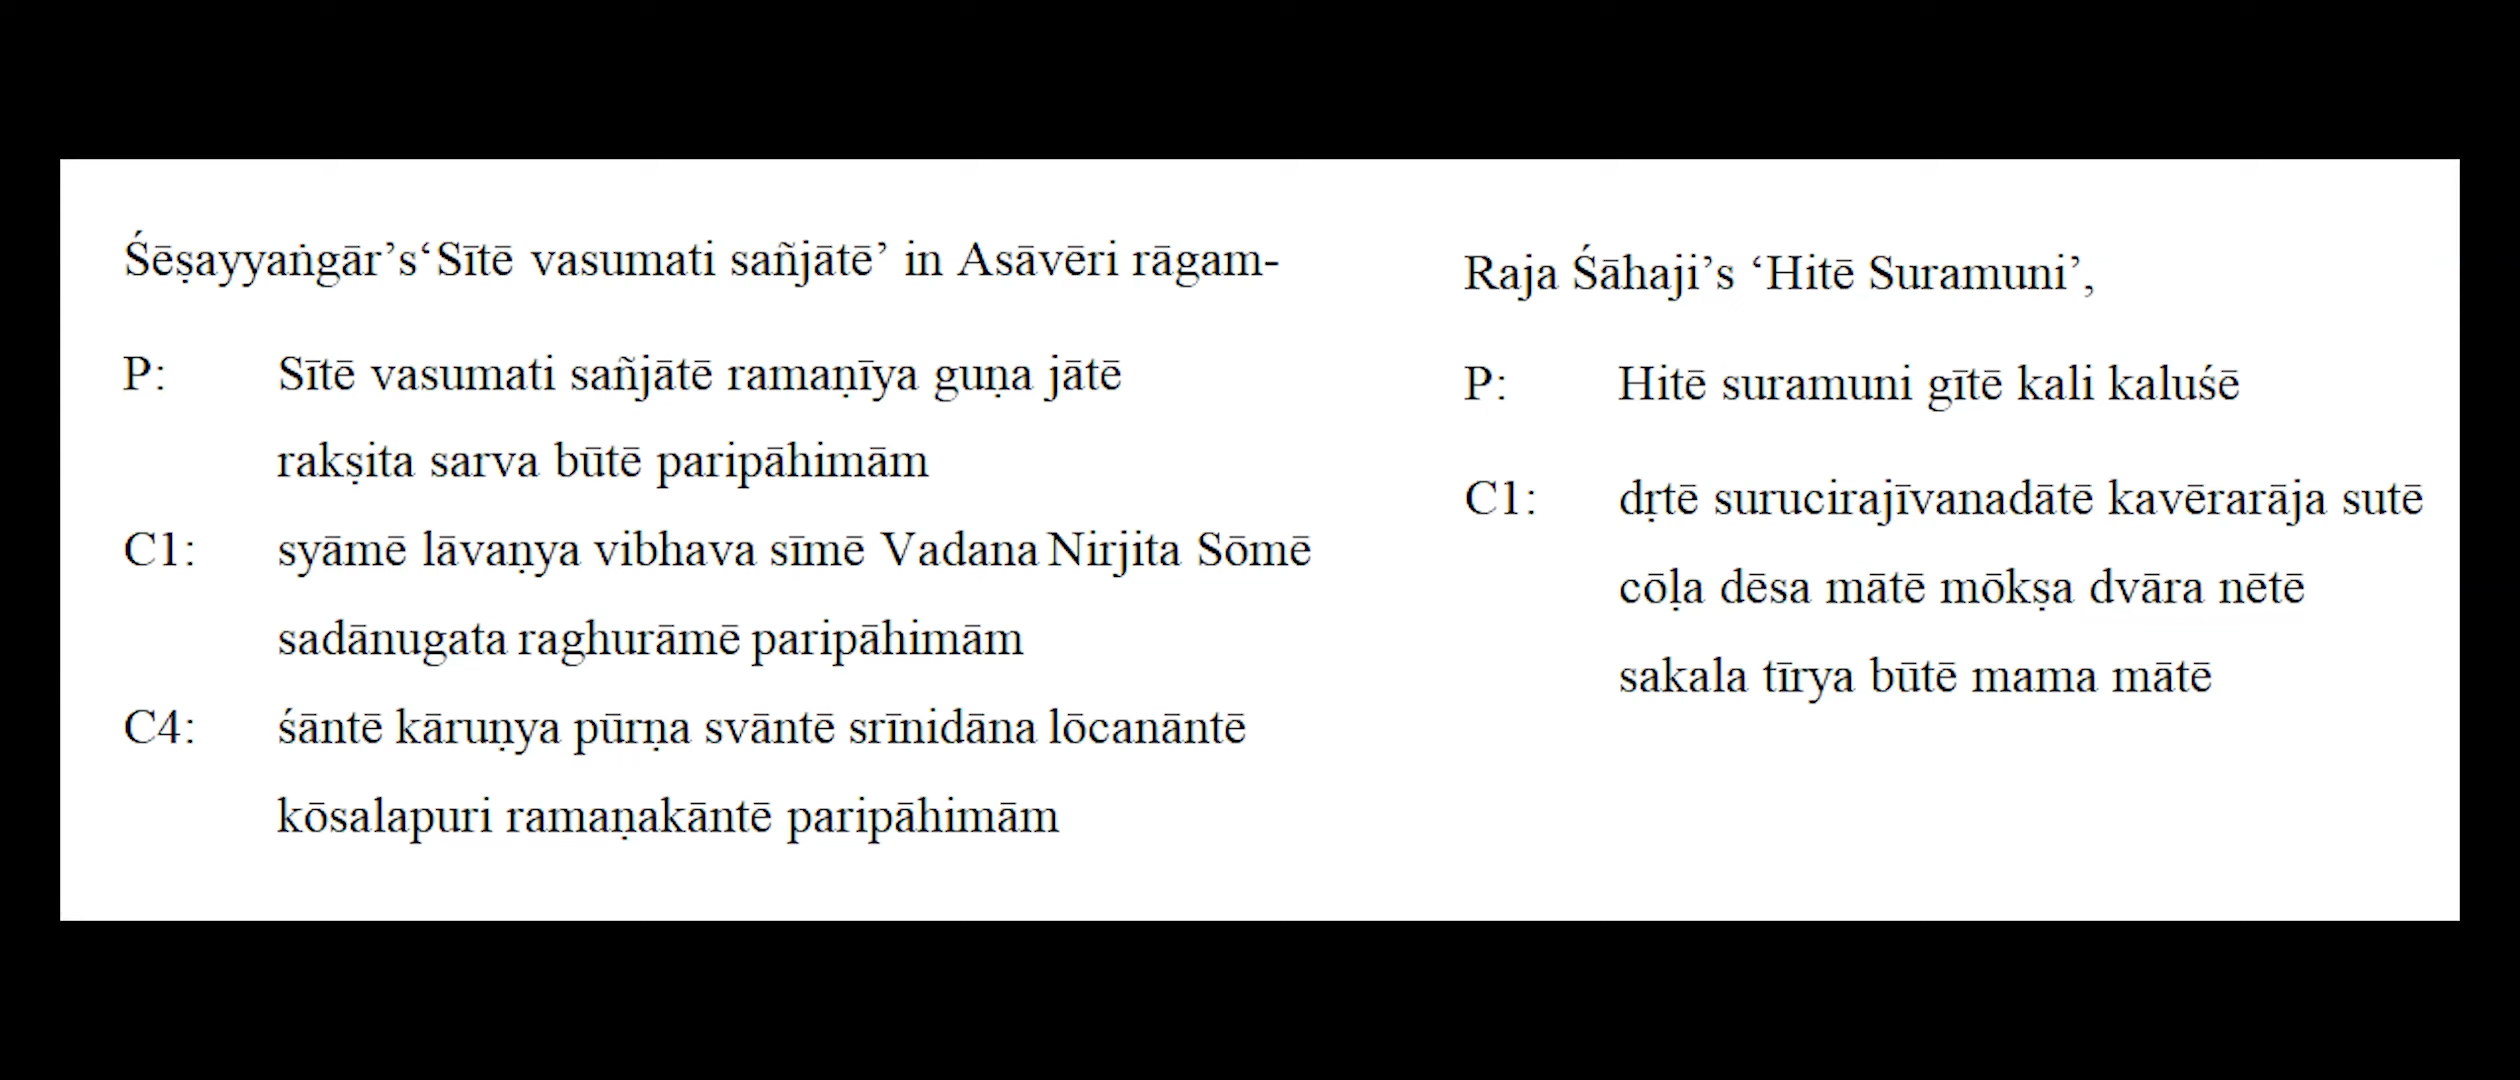 Śēṣayyaṅgār’s‘Sītē vasumati sañjātē’ in Asāvēri rāgam-
P: Sītē vasumati sañjātē ramaṇīya guṇa jātē
rakṣita sarva būtē paripāhimām
C1: syāmē lāvaṇya vibhava sīmē Vadana Nirjita Sōmē
sadānugata raghurāmē paripāhimām
C4: śāntē kāruṇya pūrṇa svāntē srīnidāna lōcanāntē
kōsalapuri ramaṇakāntē paripāhimām
Raja Śāhaji’s ‘Hitē Suramuni’,
P: Hitē suramuni gītē kali kaluśē
C1: dṛtē surucirajīvanadātē kavērarāja sutē
cōḷa dēsa mātē mōkṣa dvāra nētē
sakala tīrya būtē mama mātē